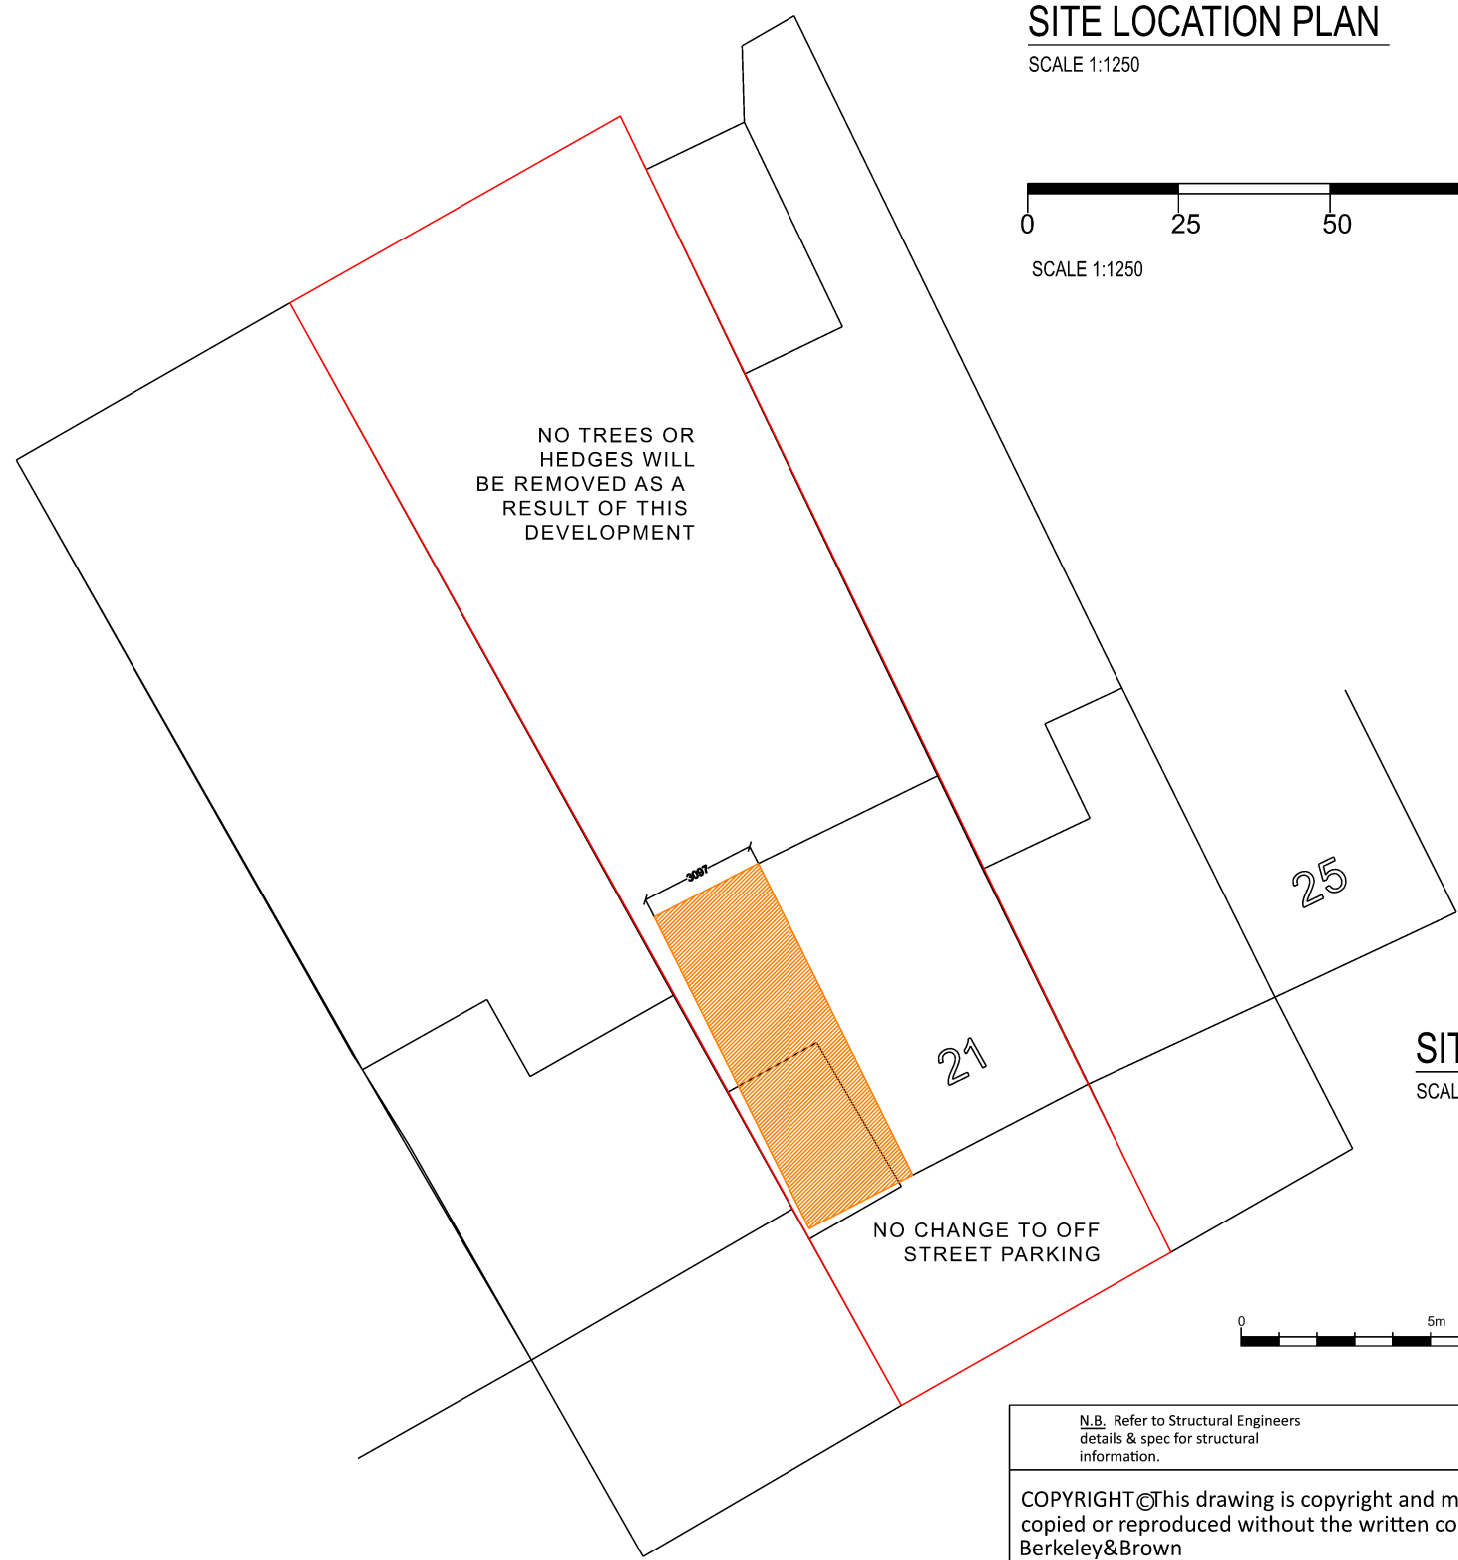 SITE LOCATION PLAN
SCALE 1:1250
0 25 50
SCALE 1:1250
NO TREES OR
HEDGES WILL
BE REMOVED AS A
RESULT OF THIS
DEVELOPMENT
3097
25
21
SIT
SCAL
NO CHANGE TO OFF
STREET PARKING
0 5m
N.B. Refer to Structural Engineers
details & spec for structural
information.
COPYRIGHT © This drawing is copyright and m
copied or reproduced without the written co
Berkeley&Brown